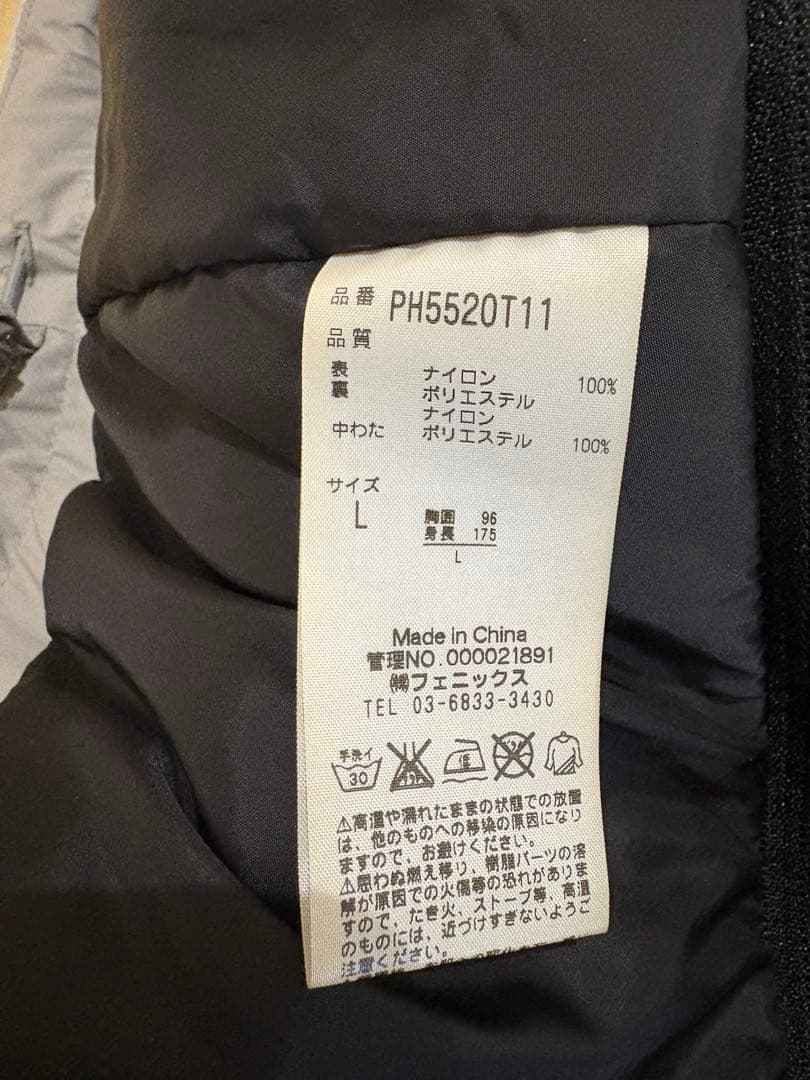 品番 PH5520T11
品質
表 ナイロン 100%
裏 ポリエステル
ナイロン
中わた ポリエステル 100%
サイズ
L
胸囲 96
身長 175
L
Made in China
管理NO.000021891
㈱フェニックス
TEL 03-6833-3430
手洗イ
30
低
⚠高温や濡れたままの状態での放置
は、他のものへの移染の原因になり
ますので、お避けください。
⚠思わぬ燃え移り、樹脂パーツの溶
解が原因での火傷等の恐れがありま
すので、たき火、ストーブ等、高温
のものには、近づけすぎないようご
注意ください。